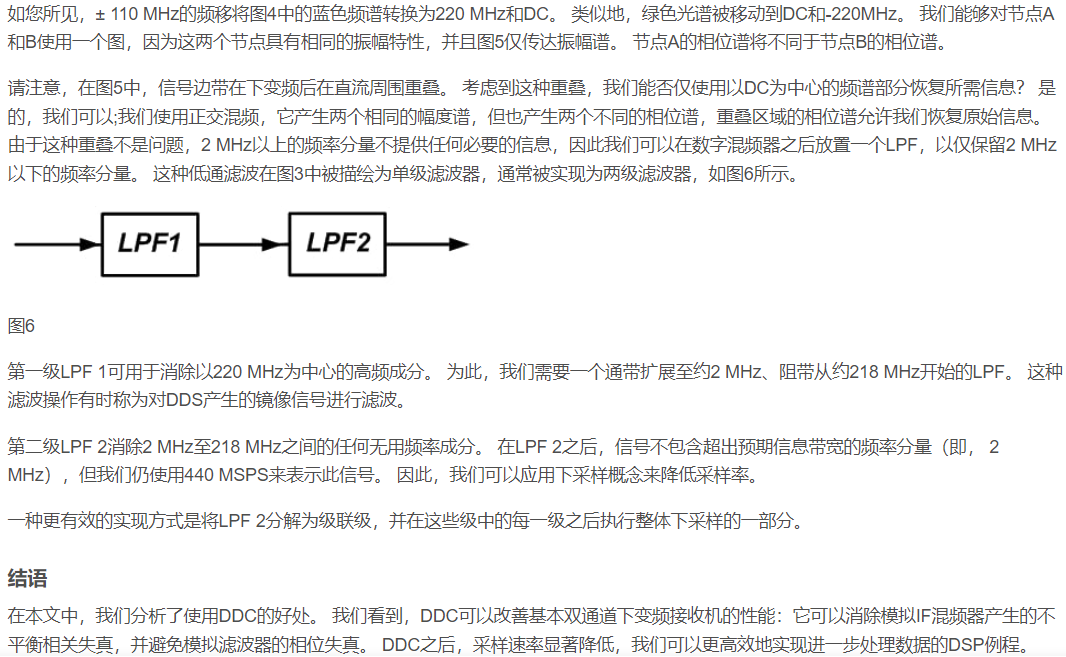 如您所见，± 110 MHz的频移将图4中的蓝色频谱转换为220 MHz和DC。 类似地，绿色光谱被移动到DC和-220MHz。 我们能够对节点A
和B使用一个图，因为这两个节点具有相同的振幅特性，并且图5仅传达振幅谱。 节点A的相位谱将不同于节点B的相位谱。
请注意，在图5中，信号边带在下变频后在直流周围重叠。 考虑到这种重叠，我们能否仅使用以DC为中心的频谱部分恢复所需信息？ 是
的，我们可以;我们使用正交混频，它产生两个相同的幅度谱，但也产生两个不同的相位谱，重叠区域的相位谱允许我们恢复原始信息。
由于这种重叠不是问题，2 MHz以上的频率分量不提供任何必要的信息，因此我们可以在数字混频器之后放置一个LPF，以仅保留2 MHz
以下的频率分量。 这种低通滤波在图3中被描绘为单级滤波器，通常被实现为两级滤波器，如图6所示。
LPF1 LPF2
图6
第一级LPF 1可用于消除以220 MHz为中心的高频成分。 为此，我们需要一个通带扩展至约2 MHz、阻带从约218 MHz开始的LPF。 这种
滤波操作有时称为对DDS产生的镜像信号进行滤波。
第二级LPF 2消除2 MHz至218 MHz之间的任何无用频率成分。 在LPF 2之后，信号不包含超出预期信息带宽的频率分量（即， 2
MHz），但我们仍使用440 MSPS来表示此信号。 因此，我们可以应用下采样概念来降低采样率。
一种更有效的实现方式是将LPF 2分解为级联级，并在这些级中的每一级之后执行整体下采样的一部分。
结语
在本文中，我们分析了使用DDC的好处。 我们看到，DDC可以改善基本双通道下变频接收机的性能：它可以消除模拟IF混频器产生的不
平衡相关失真，并避免模拟滤波器的相位失真。 DDC之后，采样速率显著降低，我们可以更高效地实现进一步处理数据的DSP例程。